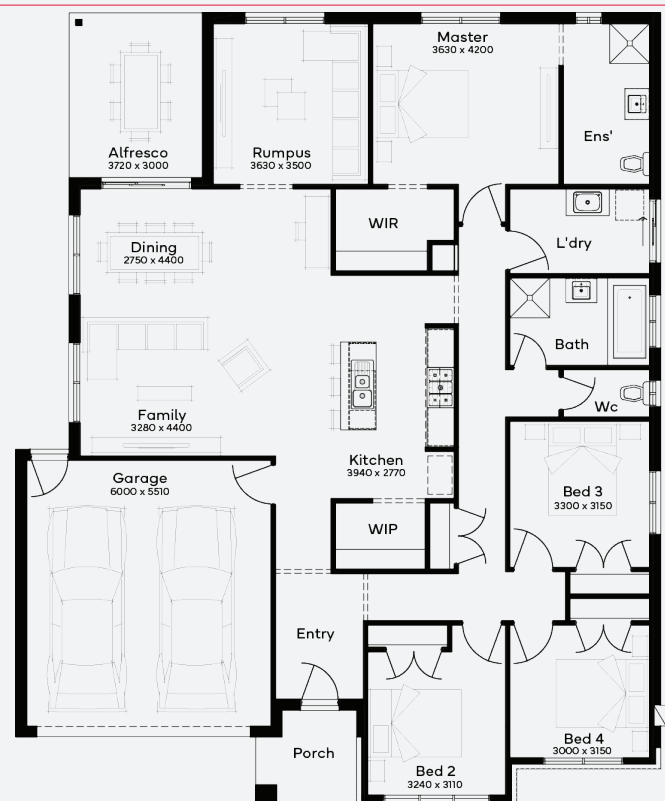 Master
3630 x 4200
Ens'
Alfresco
3720 x 3000
Rumpus
3630 x 3500
WIR
L'dry
Dining
2750 x 4400
Bath
Wc
Family
3280 x 4400
Kitchen
3940 x 2770
Garage
6000 x 5510
Bed 3
3300 x 3150
WIP
Entry
Porch
Bed 2
3240 x 3110
Bed 4
3000 x 3150